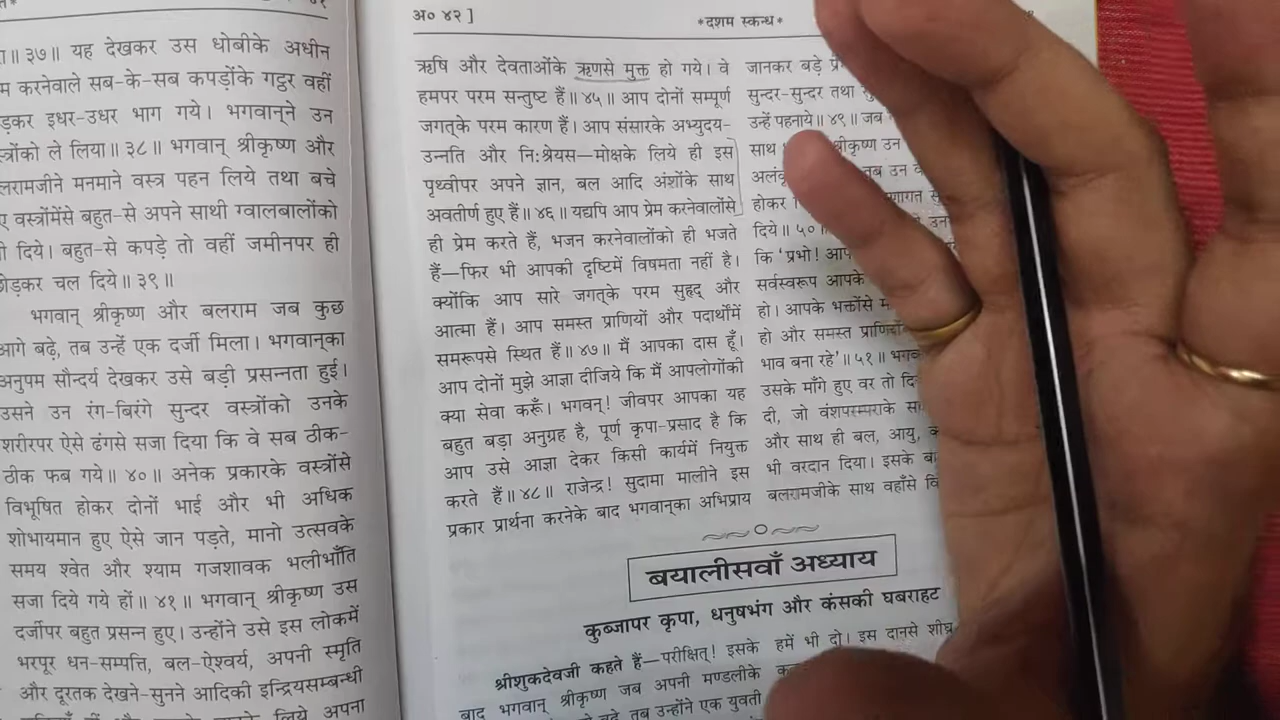 ॥ ३७॥ यह देखकर उस धोबीके अधीन
करनेवाले सब-के-सब कपड़ोंके गट्ठर वहीं
इधर-उधर भाग गये। भगवान्‌ने उन
ले लिया॥ ३८॥ भगवान् श्रीकृष्ण और
मनमाने वस्त्र पहन लिये तथा बचे
वस्त्रोंमेंसे बहुत-से अपने साथी ग्वालबालोंको
दिये। बहुत-से कपड़े तो वहीं जमीनपर ही
चल दिये॥ ३९॥
भगवान् श्रीकृष्ण और बलराम जब कुछ
आगे बढ़े, तब उन्हें एक दर्जी मिला। भगवान्‌का
अनुपम सौन्दर्य देखकर उसे बड़ी प्रसन्नता हुई।
उसने उन रंग-बिरंगे सुन्दर वस्त्रोंको उनके
शरीरपर ऐसे ढंगसे सजा दिया कि वे सब ठीक-
ठीक फब गये॥ ४०॥ अनेक प्रकारके वस्त्रोंसे
विभूषित होकर दोनों भाई और भी अधिक
शोभायमान हुए ऐसे जान पड़ते, मानो उत्सवके
समय श्वेत और श्याम गजशावक भलीभाँति
सजा दिये गये हों॥ ४१॥ भगवान् श्रीकृष्ण उस
दर्जीपर बहुत प्रसन्न हुए। उन्होंने उसे इस लोकमें
भरपूर धन-सम्पत्ति, बल-ऐश्वर्य, अपनी स्मृति
और दूरतक देखने-सुनने आदिकी इन्द्रियसम्बन्धी
लिये अपना
अ० ४२ ]
*दशम स्कन्ध*
ऋषि और देवताओंके ऋणसे मुक्त हो गये। वे
हमपर परम सन्तुष्ट हैं॥ ४५॥ आप दोनों सम्पूर्ण
जगत्‌के परम कारण हैं। आप संसारके अभ्युदय-
उन्नति और निःश्रेयस—मोक्षके लिये ही इस
पृथ्वीपर अपने ज्ञान, बल आदि अंशोंके साथ
अवतीर्ण हुए हैं॥ ४६॥ यद्यपि आप प्रेम करनेवालोंसे
ही प्रेम करते हैं, भजन करनेवालोंको ही भजते
हैं—फिर भी आपकी दृष्टिमें विषमता नहीं है।
क्योंकि आप सारे जगत्‌के परम सुहृद् और
आत्मा हैं। आप समस्त प्राणियों और पदार्थोंमें
समरूपसे स्थित हैं॥ ४७॥ मैं आपका दास हूँ।
आप दोनों मुझे आज्ञा दीजिये कि मैं आपलोगोंकी
क्या सेवा करूँ। भगवन्! जीवपर आपका यह
बहुत बड़ा अनुग्रह है, पूर्ण कृपा-प्रसाद है कि
आप उसे आज्ञा देकर किसी कार्यमें नियुक्त
करते हैं॥ ४८॥ राजेन्द्र! सुदामा मालीने इस
प्रकार प्रार्थना करनेके बाद भगवान्‌का अभिप्राय
जानकर बड़े
सुन्दर-सुन्दर तथा
उन्हें पहनाये॥ ४९॥ जब
साथ श्रीकृष्ण उन
तब उन
होकर
दिये॥ ५०॥
कि 'प्रभो!
सर्वस्वरूप आपके
हो। आपके भक्तोंसे
हो और समस्त
भाव बना रहे'॥ ५२॥
उसके माँगे हुए वर तो
दी, जो वंशपरम्पराके
और साथ ही बल, आयु,
भी वरदान दिया। इसके
बलरामजीके साथ वहाँसे
बयालीसवाँ अध्याय
कुब्जापर कृपा, धनुषभंग और कंसकी घबराहट
श्रीशुकदेवजी कहते हैं—परीक्षित्! इसके
बाद भगवान् श्रीकृष्ण जब अपनी मण्डलीके
तब उन्होंने एक युवती
हमें भी दो। इस दानसे शीघ्र